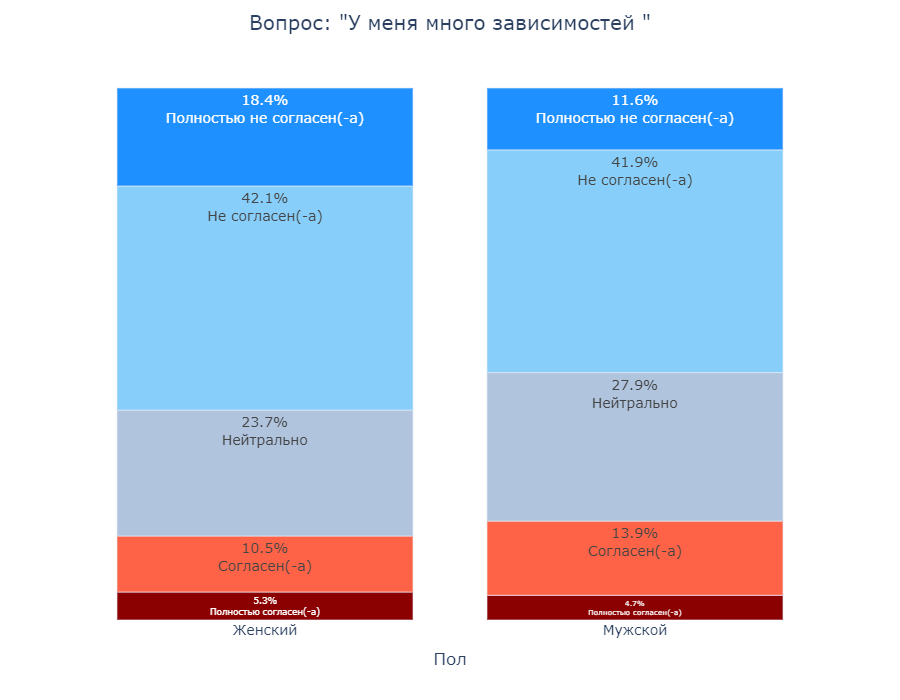 Вопрос: "У меня много зависимостей "
18.4%
Полностью не согласен(-а)
42.1%
Не согласен(-а)
23.7%
Нейтрально
10.5%
Согласен(-а)
5.3%
Полностью согласен(-а)
Женский
11.6%
Полностью не согласен(-а)
41.9%
Не согласен(-а)
27.9%
Нейтрально
13.9%
Согласен(-а)
4.7%
Полностью согласен(-а)
Мужской
Пол